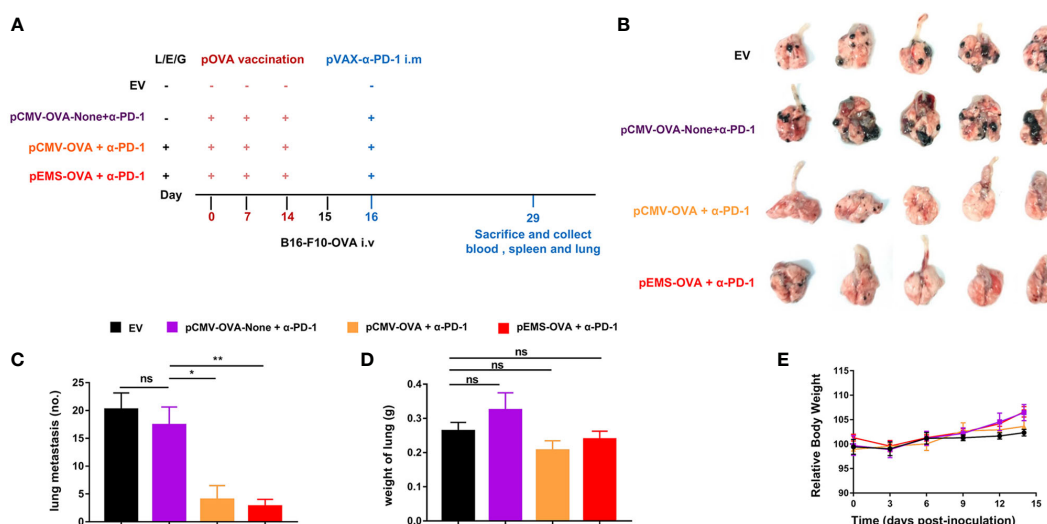 A
L/E/G pOVA vaccination pVAX-α-PD-1 i.m
EV - - - - -
pCMV-OVA-None+α-PD-1 - + + + +
pCMV-OVA + α-PD-1 + + + + +
pEMS-OVA + α-PD-1 + + + + +
Day
0 7 14 15 16 29
B16-F10-OVA i.v
Sacrifice and collect
blood , spleen and lung
B
EV
pCMV-OVA-None+α-PD-1
pCMV-OVA + α-PD-1
pEMS-OVA + α-PD-1
EV pCMV-OVA-None + α-PD-1 pCMV-OVA + α-PD-1 pEMS-OVA + α-PD-1
C
lung metastasis (no.)
25
20
15
10
5
0
**
ns
*
D
weight of lung (g)
0.4
0.3
0.2
0.1
0.0
ns
ns
ns
E
Relative Body Weight
115
110
105
100
95
90
0 3 6 9 12 15
Time (days post-inoculation)